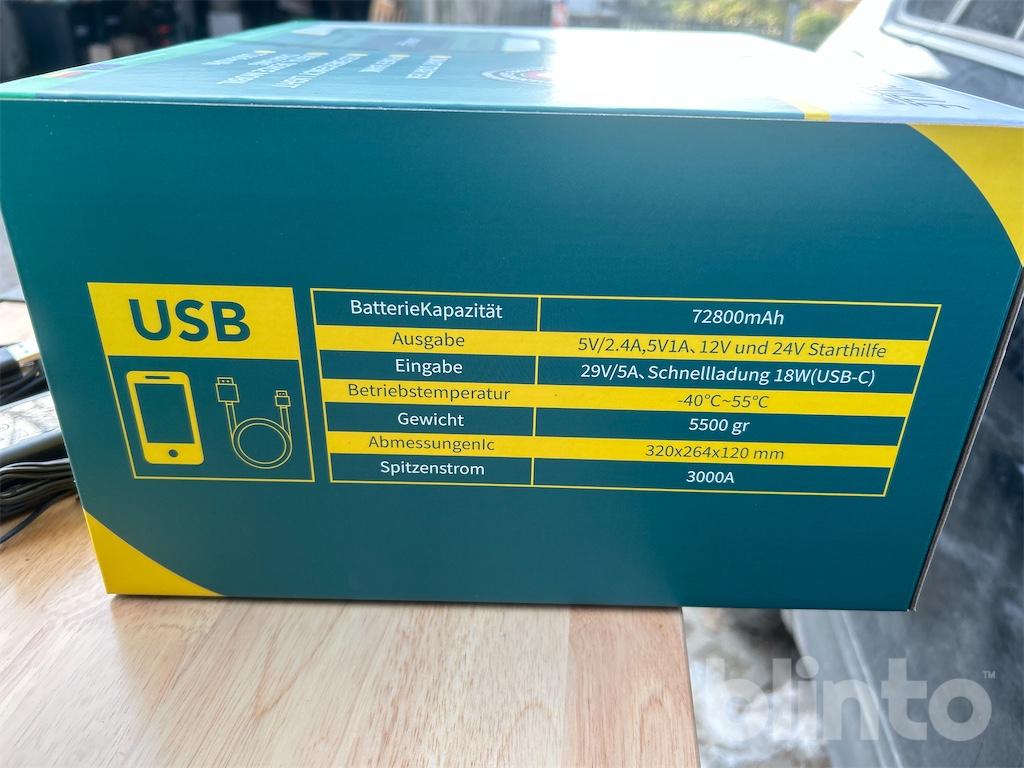 USB
BatterieKapazität 72800mAh
Ausgabe 5V/2.4A,5V1A、12V und 24V Starthilfe
Eingabe 29V/5A、Schnellladung 18W(USB-C)
Betriebstemperatur -40°C~55°C
Gewicht 5500 gr
AbmessungenIc 320x264x120 mm
Spitzenstrom 3000A
blinto™